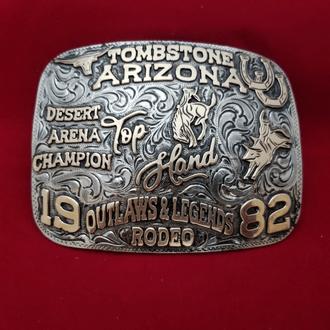 TOMBSTONE
ARIZONA
DESERT
ARENA
CHAMPION
Top
Hand
19 82
OUTLAWS & LEGENDS
RODEO